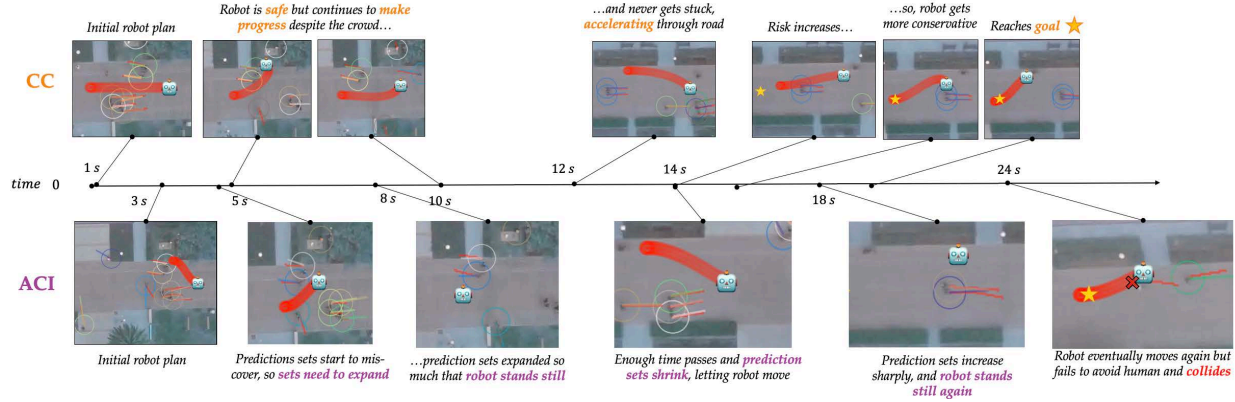 Initial robot plan
Robot is safe but continues to make
progress despite the crowd…
…and never gets stuck,
accelerating through road
Risk increases…
…so, robot gets
more conservative
Reaches goal
CC
1 s
12 s
14 s
24 s
time 0
3 s
5 s
8 s
10 s
18 s
ACI
Initial robot plan
Predictions sets start to mis-
cover, so sets need to expand
…prediction sets expanded so
much that robot stands still
Enough time passes and prediction
sets shrink, letting robot move
Prediction sets increase
sharply, and robot stands
still again
Robot eventually moves again but
fails to avoid human and collides